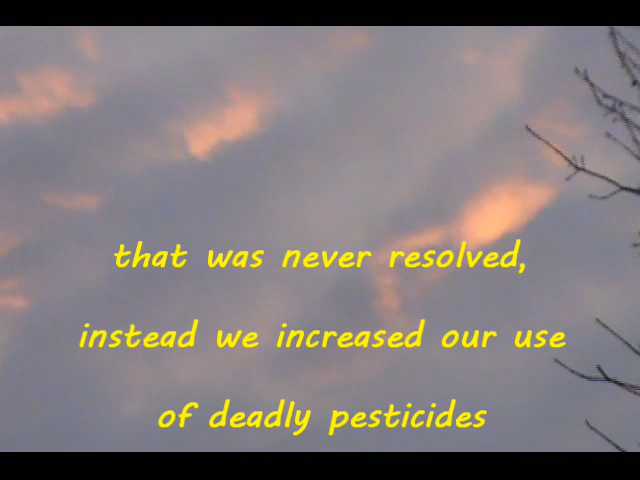 that was never resolved,
instead we increased our use
of deadly pesticides